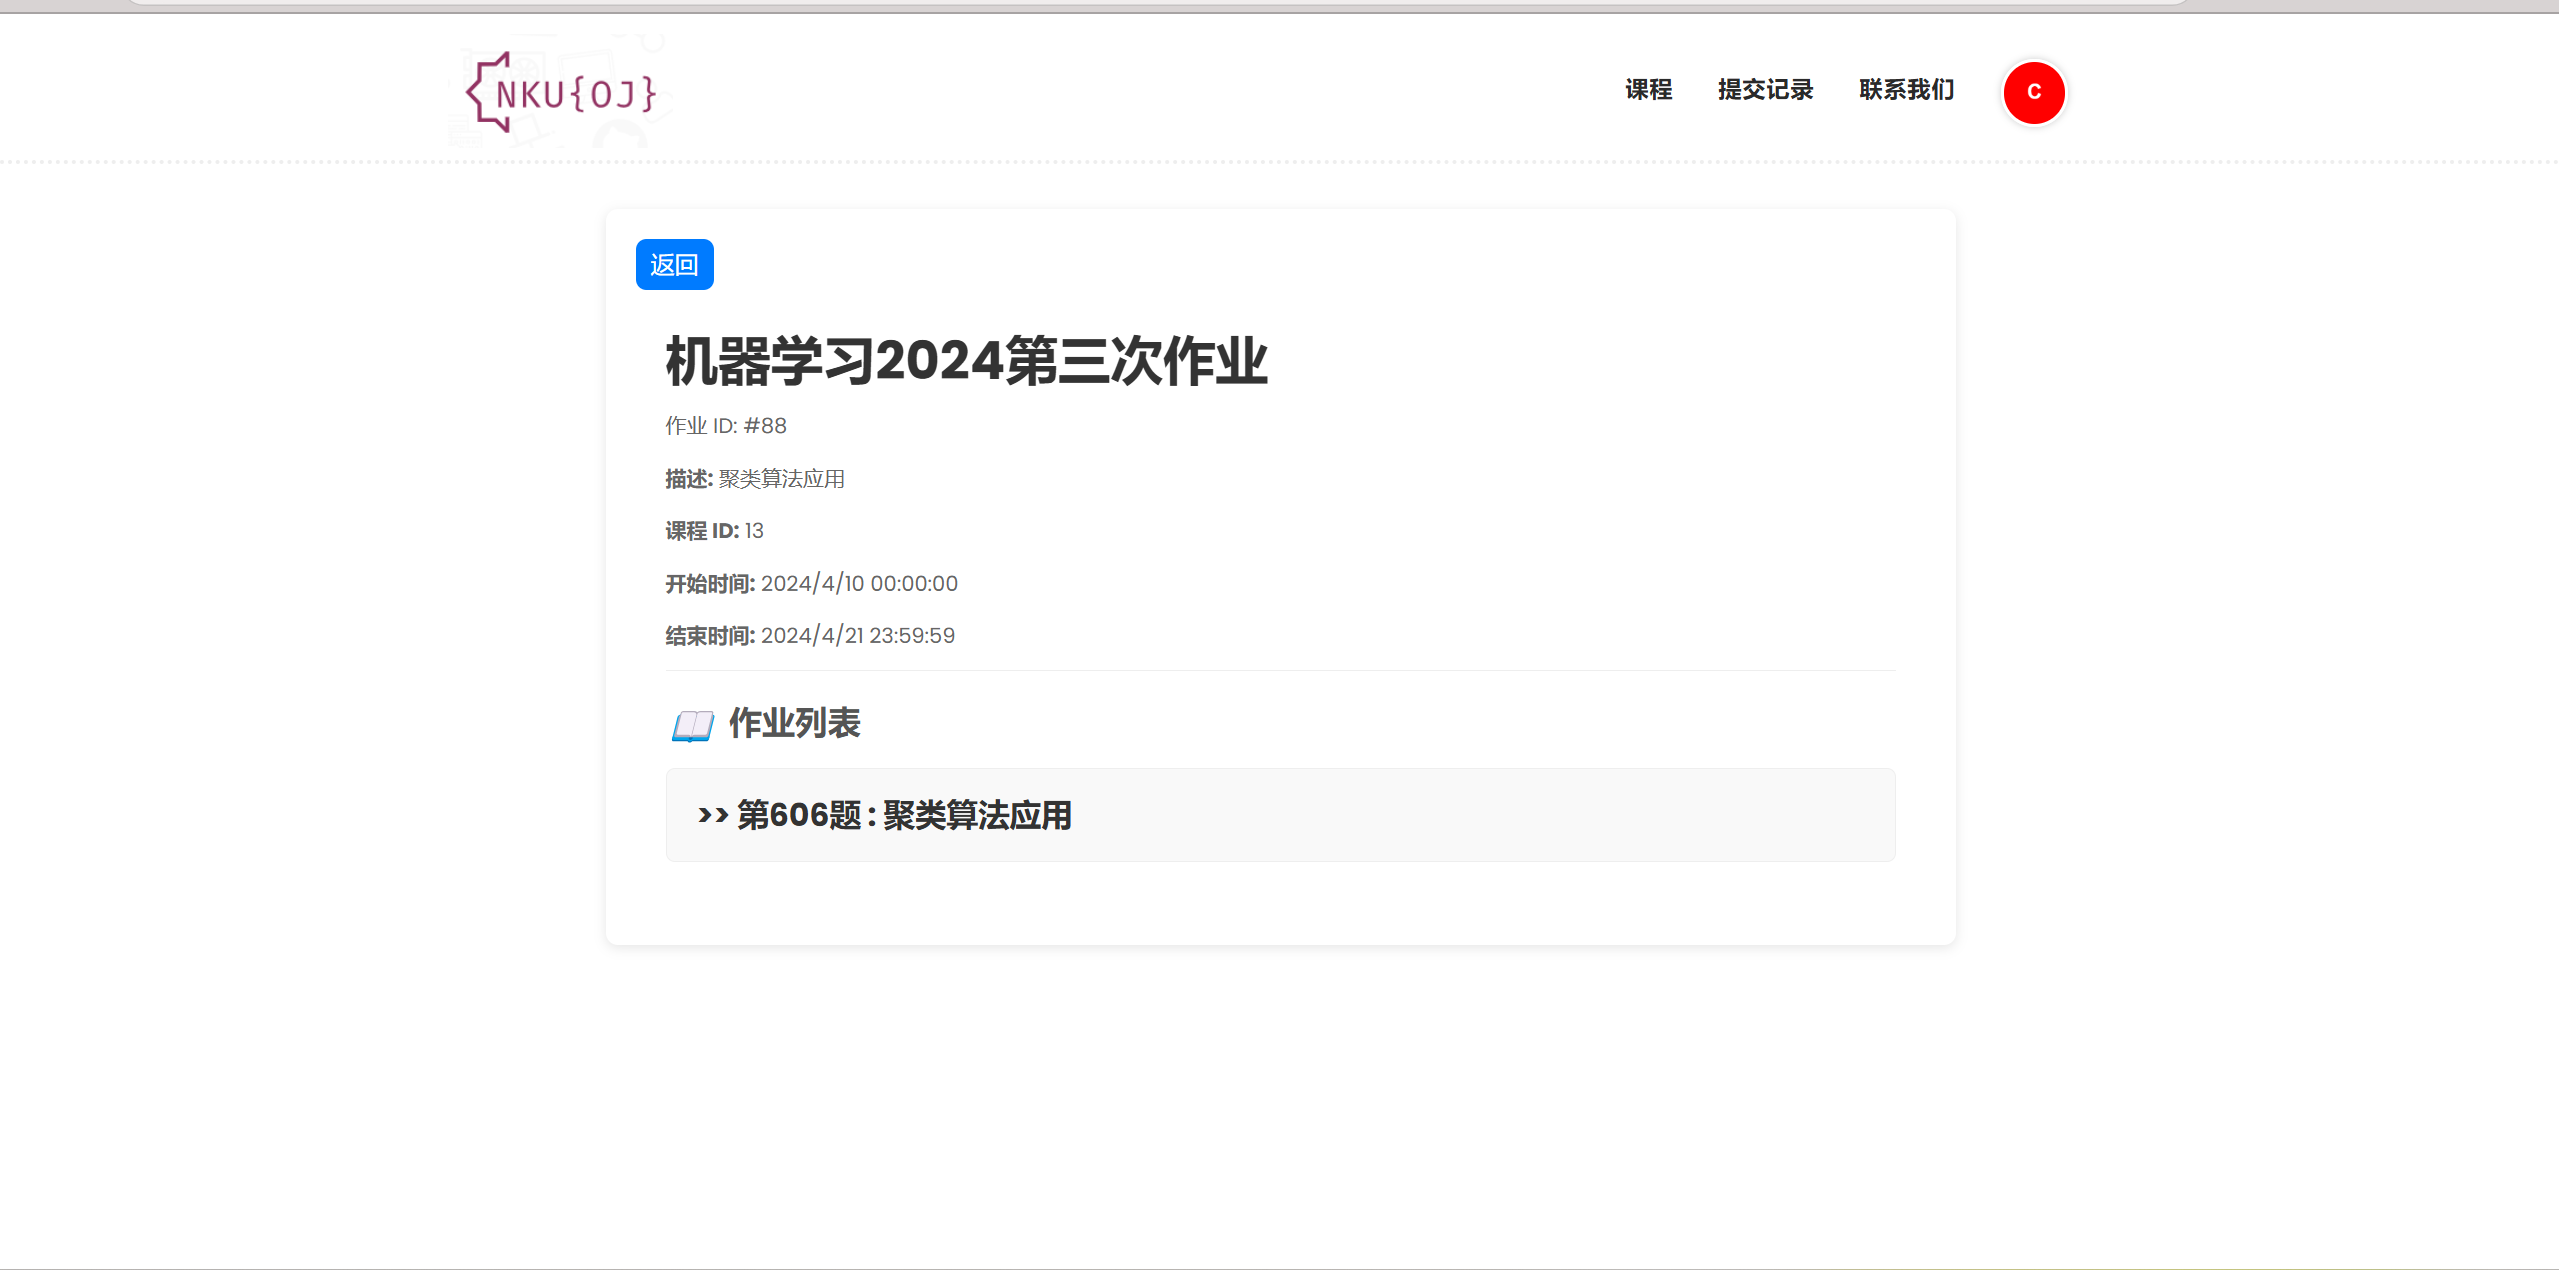 NKU{OJ}
课程 提交记录 联系我们 C
返回
机器学习2024第三次作业
作业 ID: #88
描述: 聚类算法应用
课程 ID: 13
开始时间: 2024/4/10 00:00:00
结束时间: 2024/4/21 23:59:59
作业列表
>> 第606题 : 聚类算法应用